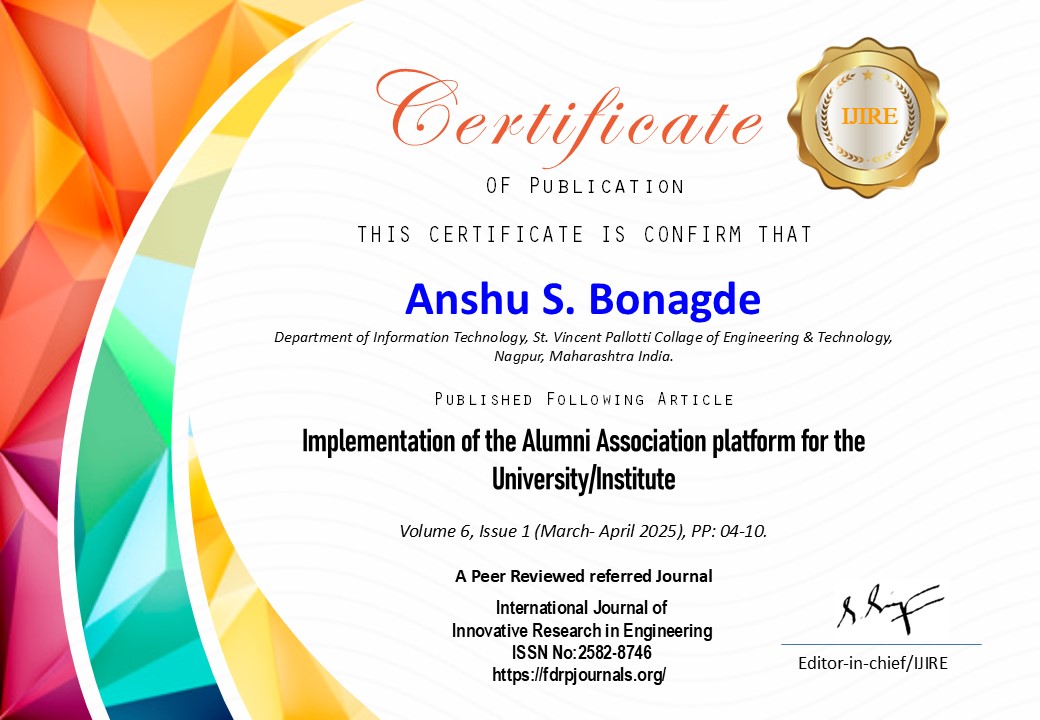 Certificate
IJIRE
OF PUBLICATION
THIS CERTIFICATE IS CONFIRM THAT
Anshu S. Bonagde
Department of Information Technology, St. Vincent Pallotti Collage of Engineering & Technology,
Nagpur, Maharashtra India.
PUBLISHED FOLLOWING ARTICLE
Implementation of the Alumni Association platform for the
University/Institute
Volume 6, Issue 1 (March- April 2025), PP: 04-10.
A Peer Reviewed referred Journal
International Journal of
Innovative Research in Engineering
ISSN No:2582-8746
https://fdrpjournals.org/
Editor-in-chief/IJIRE